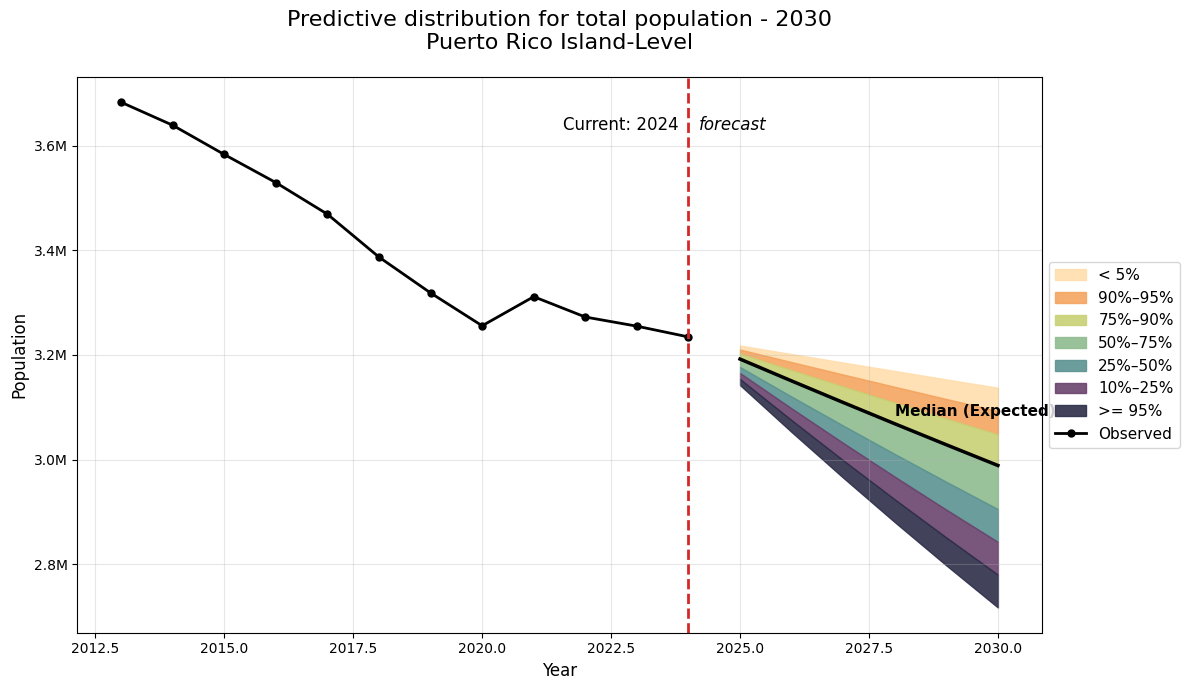 Predictive distribution for total population - 2030
Puerto Rico Island-Level
Current: 2024
forecast
3.6M
3.4M
3.2M
3.0M
2.8M
Population
Median (Expected)
< 5%
90%–95%
75%–90%
50%–75%
25%–50%
10%–25%
>= 95%
Observed
2012.5 2015.0 2017.5 2020.0 2022.5 2025.0 2027.5 2030.0
Year